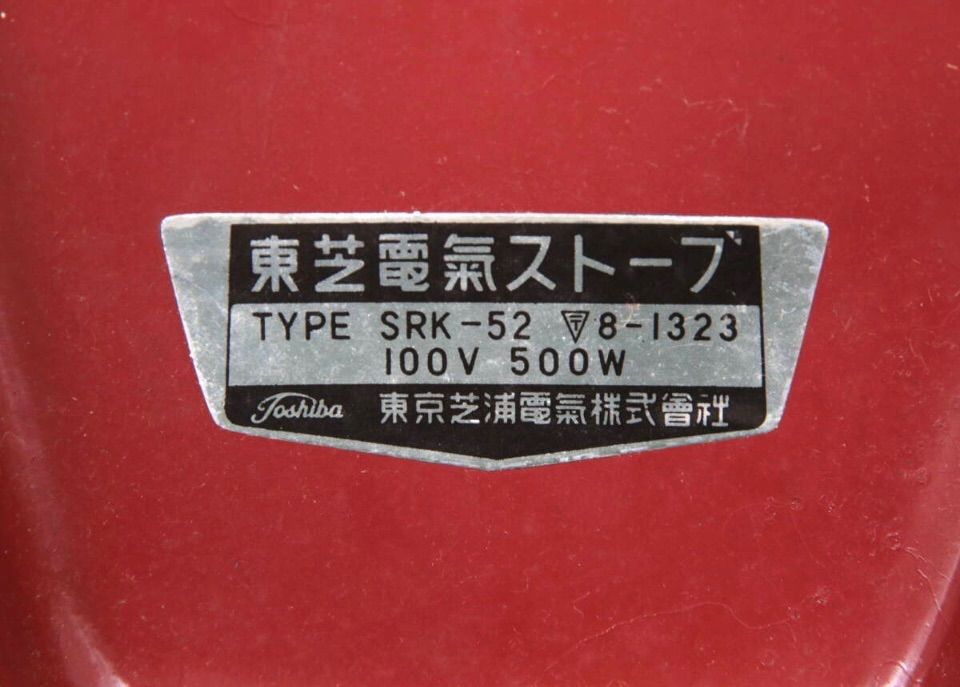 東芝電氣ストーブ
TYPE SRK-52 〒8-1323
100V 500W
Toshiba 東京芝浦電氣株式會社